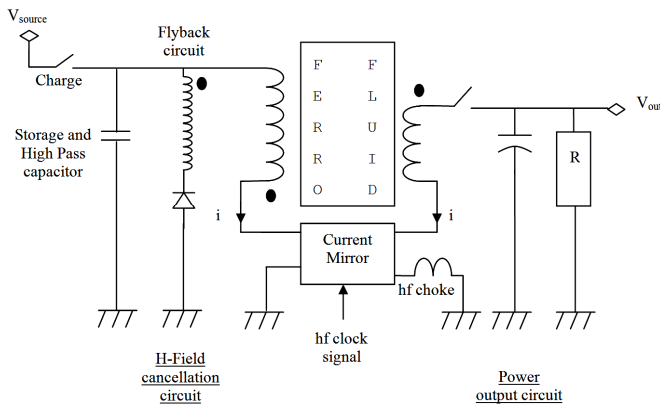 Vsource
Charge
Flyback
circuit
Storage and
High Pass
capacitor
F F
E L
R U
R I
O D
i
i
Current
Mirror
hf choke
hf clock
signal
Vout
R
H-Field
cancellation
circuit
Power
output circuit